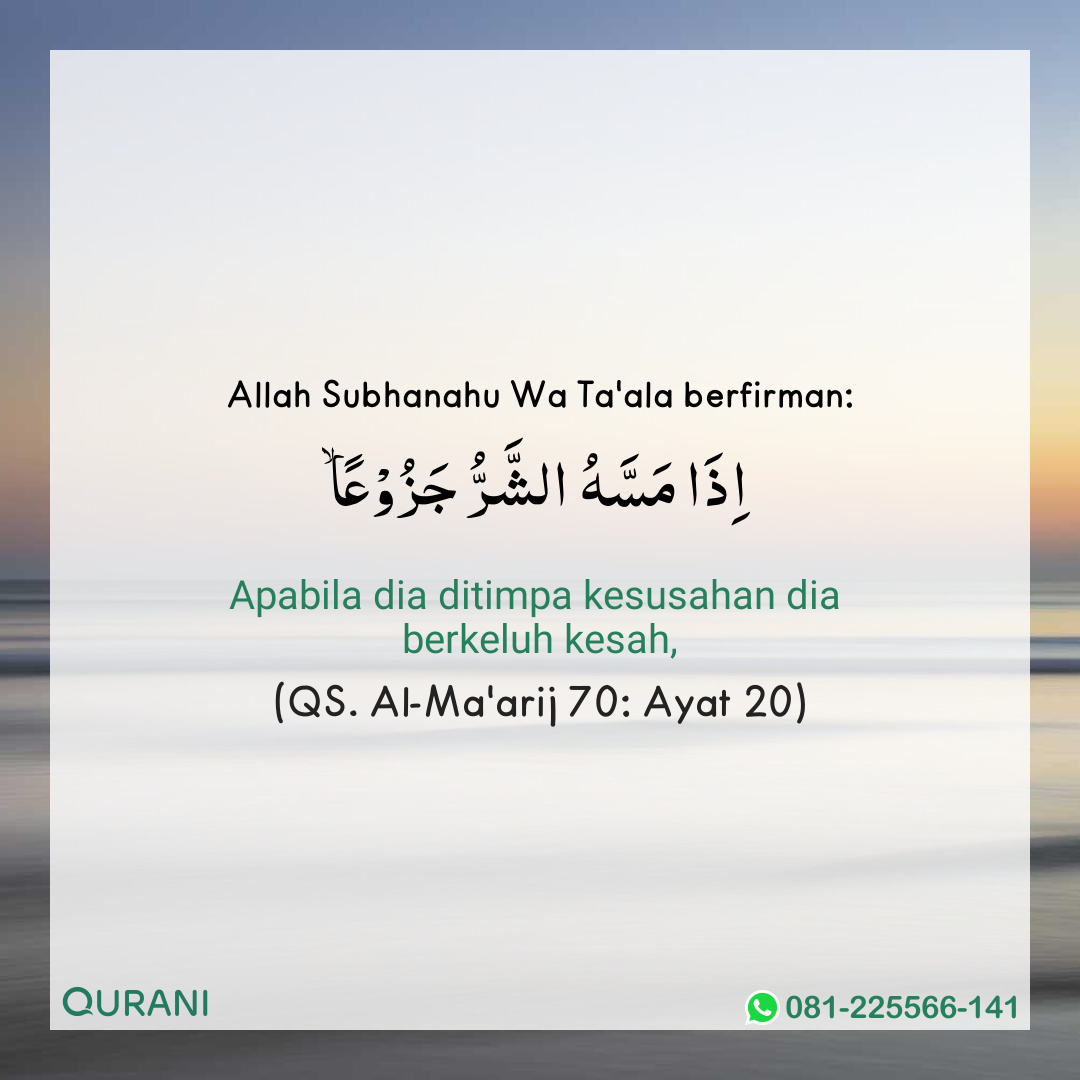 Allah Subhanahu Wa Ta'ala berfirman:
اِذَا مَسَّهُ الشَّرُّ جَزُوْعًاۙ
Apabila dia ditimpa kesusahan dia
berkeluh kesah,
(QS. Al-Ma'arij 70: Ayat 20)
QURANI
081-225566-141